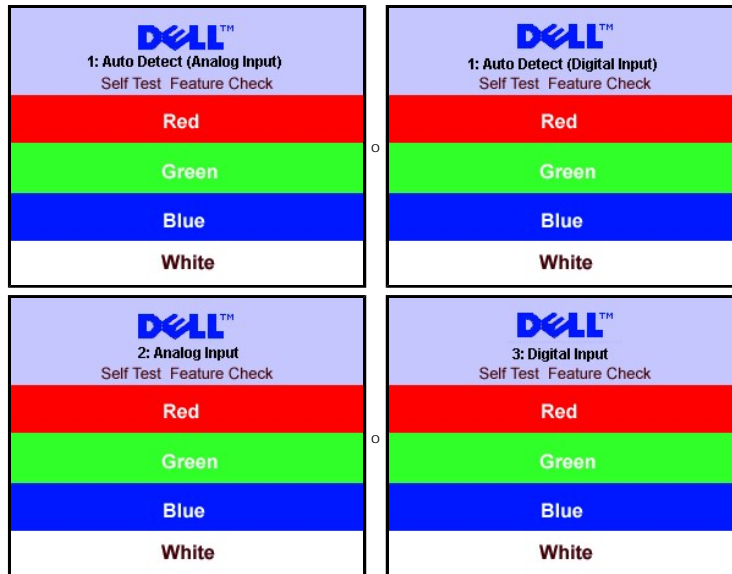 DELL™
1: Auto Detect (Analog Input)
Self Test Feature Check
Red
Green
Blue
White
o
DELL™
1: Auto Detect (Digital Input)
Self Test Feature Check
Red
Green
Blue
White
DELL™
2: Analog Input
Self Test Feature Check
Red
Green
Blue
White
o
DELL™
3: Digital Input
Self Test Feature Check
Red
Green
Blue
White